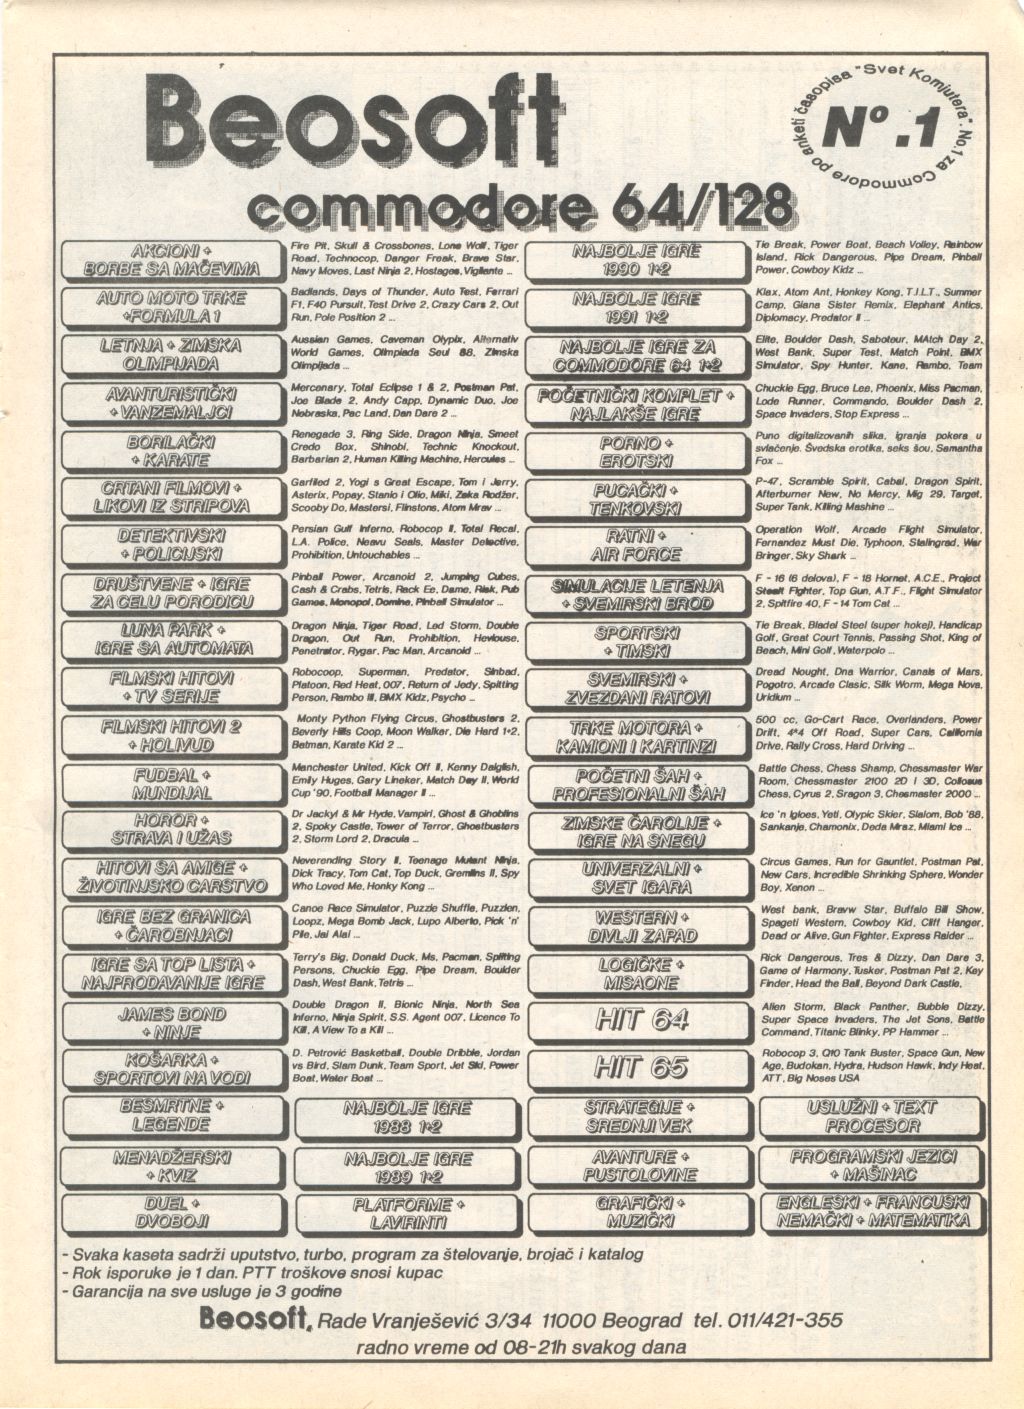 Beosoft
commodore 64/128
No.1 za Commodore po anketi časopisa "Svet Komjutera".
Nº.1
AKCIONI +
BORBE SA MAČEVIMA
Fire Pit, Skull & Crossbones, Lone Wolf, Tiger
Road, Technocop, Danger Freak, Brave Star,
Navy Moves, Last Ninja 2, Hostages, Vigilante ...
AUTO MOTO TRKE
+FORMULA 1
Badlands, Days of Thunder, Auto Test, Ferrari
F1, F40 Pursuit, Test Drive 2, Crazy Cars 2, Out
Run, Pole Position 2 ...
LETNJA + ZIMSKA
OLIMPIJADA
Aussian Games, Caveman Olypix, Alternativ
World Games, Olimpiada Seul 88, Zimska
Olimpijada ...
AVANTURISTIČKI
+ VANZEMALJCI
Mercenary, Total Eclipse 1 & 2, Postman Pat,
Joe Blade 2, Andy Capp, Dynamic Duo, Joe
Nebraska, Pac Land, Dan Dare 2 ...
BORILAČKI
+ KARATE
Renegade 3, Ring Side, Dragon Ninja, Smeet
Credo Box, Shinobi, Technic Knockout,
Barbarian 2, Human Killing Machine, Hercules ...
CRTANI FILMOVI +
LIKOVI IZ STRIPOVA
Garfiled 2, Yogi s Great Escape, Tom i Jerry,
Asterix, Popay, Stanio i Olio, Miki, Zeka Rodžer,
Scooby Do, Mastersi, Flinstons, Atom Mrav ...
DETEKTIVSKI
+ POLICIJSKI
Persian Gulf Inferno, Robocop II, Total Recal,
L.A. Police, Neavu Seals, Master Detective,
Prohibition, Untouchables ...
DRUŠTVENE + IGRE
ZA CELU PORODICU
Pinball Power, Arcanoid 2, Jumping Cubes,
Cash & Crabs, Tetris, Rack Ee, Dame, Risk, Pub
Games, Monopol, Domine, Pinball Simulator ...
LUNA PARK +
IGRE SA AUTOMATA
Dragon Ninja, Tiger Road, Led Storm, Double
Dragon, Out Run, Prohibition, Hevlouse,
Penetrator, Rygar, Pac Man, Arcanoid ...
FILMSKI HITOVI
+ TV SERIJE
Robocoop, Superman, Predator, Sinbad,
Platoon, Red Heat, 007, Return of Jedy, Spitting
Person, Rambo III, BMX Kidz, Psycho ...
FILMSKI HITOVI 2
+ HOLIVUD
Monty Python Flying Circus, Ghostbusters 2,
Beverly Hills Coop, Moon Walker, Die Hard 1+2,
Batman, Karate Kid 2 ...
FUDBAL +
MUNDIJAL
Manchester United, Kick Off II, Kenny Dalglish,
Emily Huges, Gary Lineker, Match Day II, World
Cup '90, Football Manager II ...
HOROR +
STRAVA I UŽAS
Dr Jackyl & Mr Hyde, Vampiri, Ghost & Ghoblins
2, Spoky Castle, Tower of Terror, Ghostbusters
2, Storm Lord 2, Dracula ...
HITOVI SA AMIGE +
ŽIVOTINJSKO CARSTVO
Neverending Story II, Teenage Mutant Ninja,
Dick Tracy, Tom Cat, Top Duck, Gremlins II, Spy
Who Loved Me, Honky Kong ...
IGRE BEZ GRANICA
+ ČAROBNJACI
Canoe Race Simulator, Puzzle Shuffle, Puzzlen,
Loopz, Mega Bomb Jack, Lupo Alberto, Pick 'n'
Pile, Jai Alai ...
IGRE SA TOP LISTA +
NAJPRODAVANIJE IGRE
Terry's Big, Donald Duck, Ms. Pacman, Spliting
Persons, Chuckie Egg, Pipe Dream, Boulder
Dash, West Bank, Tetris ...
JAMES BOND
+ NINJE
Double Dragon II, Bionic Ninja, North Sea
Inferno, Ninja Spirit, S.S. Agent 007, Licence To
Kill, A View To a Kill ...
KOŠARKA +
SPORTOVI NA VODI
D. Petrović Basketball, Double Dribble, Jordan
vs Bird, Slam Dunk, Team Sport, Jet Ski, Power
Boat, Water Boat ...
NAJBOLJE IGRE
1990 1+2
Tie Break, Power Boat, Beach Volley, Rainbow
Island, Rick Dangerous, Pipe Dream, Pinball
Power, Cowboy Kidz ...
NAJBOLJE IGRE
1991 1+2
Klax, Atom Ant, Honkey Kong, T.I.L.T., Summer
Camp, Giana Sister Remix, Elephant Antics,
Diplomacy, Predator II ...
NAJBOLJE IGRE ZA
COMMODORE 64 1+2
Elite, Boulder Dash, Saboteur, MAtch Day 2,
West Bank, Super Test, Match Point, BMX
Simulator, Spy Hunter, Kane, Rambo, Team
POČETNIČKI KOMPLET +
NAJLAKŠE IGRE
Chuckie Egg, Bruce Lee, Phoenix, Miss Pacman,
Lode Runner, Commando, Boulder Dash 2,
Space Invaders, Stop Express ...
PORNO +
EROTSKI
Puno digitalizovanih slika, igranja pokera u
svlačenje. Švedska erotika, seks šou, Samantha
Fox ...
PUCAČKI +
TENKOVSKI
P-47, Scramble Spirit, Cabal, Dragon Spirit,
Afterburner New, No Mercy, Mig 29, Target,
Super Tank, Killing Mashine ...
RATNI +
AIR FORCE
Operation Wolf, Arcade Flight Simulator,
Fernandez Must Die, Typhoon, Stalingrad, War
Bringer, Sky Shark ...
SIMULACIJE LETENJA
+ SVEMIRSKI BROD
F - 16 (6 delova), F - 18 Hornet, A.C.E., Project
Stealt Fighter, Top Gun, A.T.F., Flight Simulator
2, Spitfire 40, F - 14 Tom Cat ...
SPORTSKI
+ TIMSKI
Tie Break, Bladel Steel (super hokej), Handicap
Golf, Great Court Tennis, Passing Shot, King of
Beach, Mini Golf, Waterpolo ...
SVEMIRSKI +
ZVEZDANI RATOVI
Dread Nought, Dna Warrior, Canals of Mars,
Pogotro, Arcade Clasic, Silk Worm, Mega Nova,
Uridium ...
TRKE MOTORA +
KAMIONI I KARTINZI
500 cc, Go-Cart Race, Overlanders, Power
Drift, 4*4 Off Road, Super Cars, California
Drive, Rally Cross, Hard Driving ...
POČETNI ŠAH +
PROFESIONALNI ŠAH
Battle Chess, Chess Shamp, Chessmaster War
Room, Chessmaster 2100 2D I 3D, Collosus
Chess, Cyrus 2, Sragon 3, Chesmaster 2000 ...
ZIMSKE ČAROLIJE +
IGRE NA SNEGU
Ice 'n Igloes, Yeti, Olypic Skier, Slalom, Bob '88,
Sankanje, Chamonix, Deda Mraz, Miami Ice ...
UNIVERZALNI +
SVET IGARA
Circus Games, Run for Gauntlet, Postman Pat,
New Cars, Incredible Shrinking Sphere, Wonder
Boy, Xenon ...
WESTERN +
DIVLJI ZAPAD
West bank, Bravw Star, Buffalo Bill Show,
Spageti Western, Cowboy Kid, Cliff Hanger,
Dead or Alive, Gun Fighter, Express Raider ...
LOGIČKE +
MISAONE
Rick Dangerous, Tres & Dizzy, Dan Dare 3,
Game of Harmony, Tusker, Postman Pat 2, Key
Finder, Head the Ball, Beyond Dark Castle,
HIT 64
Alien Storm, Black Panther, Bubble Dizzy,
Super Space Invaders, The Jet Sons, Battle
Command, Titanic Blinky, PP Hammer ...
HIT 65
Robocop 3, Q10 Tank Buster, Space Gun, New
Age, Budokan, Hydra, Hudson Hawk, Indy Heat,
ATT, Big Noses USA
BESMRTNE +
LEGENDE
NAJBOLJE IGRE
1988 1+2
STRATEGIJE +
SREDNJI VEK
USLUŽNI + TEXT
PROCESOR
MENADŽERSKI
+ KVIZ
NAJBOLJE IGRE
1989 1+2
AVANTURE +
PUSTOLOVINE
PROGRAMSKI JEZICI
+ MAŠINAC
DUEL +
DVOBOJI
PLATFORME +
LAVIRINTI
GRAFIČKI +
MUZIČKI
ENGLESKI + FRANCUSKI
NEMAČKI + MATEMATIKA
- Svaka kaseta sadrži uputstvo, turbo, program za štelovanje, brojač i katalog
- Rok isporuke je 1 dan. PTT troškove snosi kupac
- Garancija na sve usluge je 3 godine
Beosoft, Rade Vranješević 3/34 11000 Beograd tel. 011/421-355
radno vreme od 08-21h svakog dana